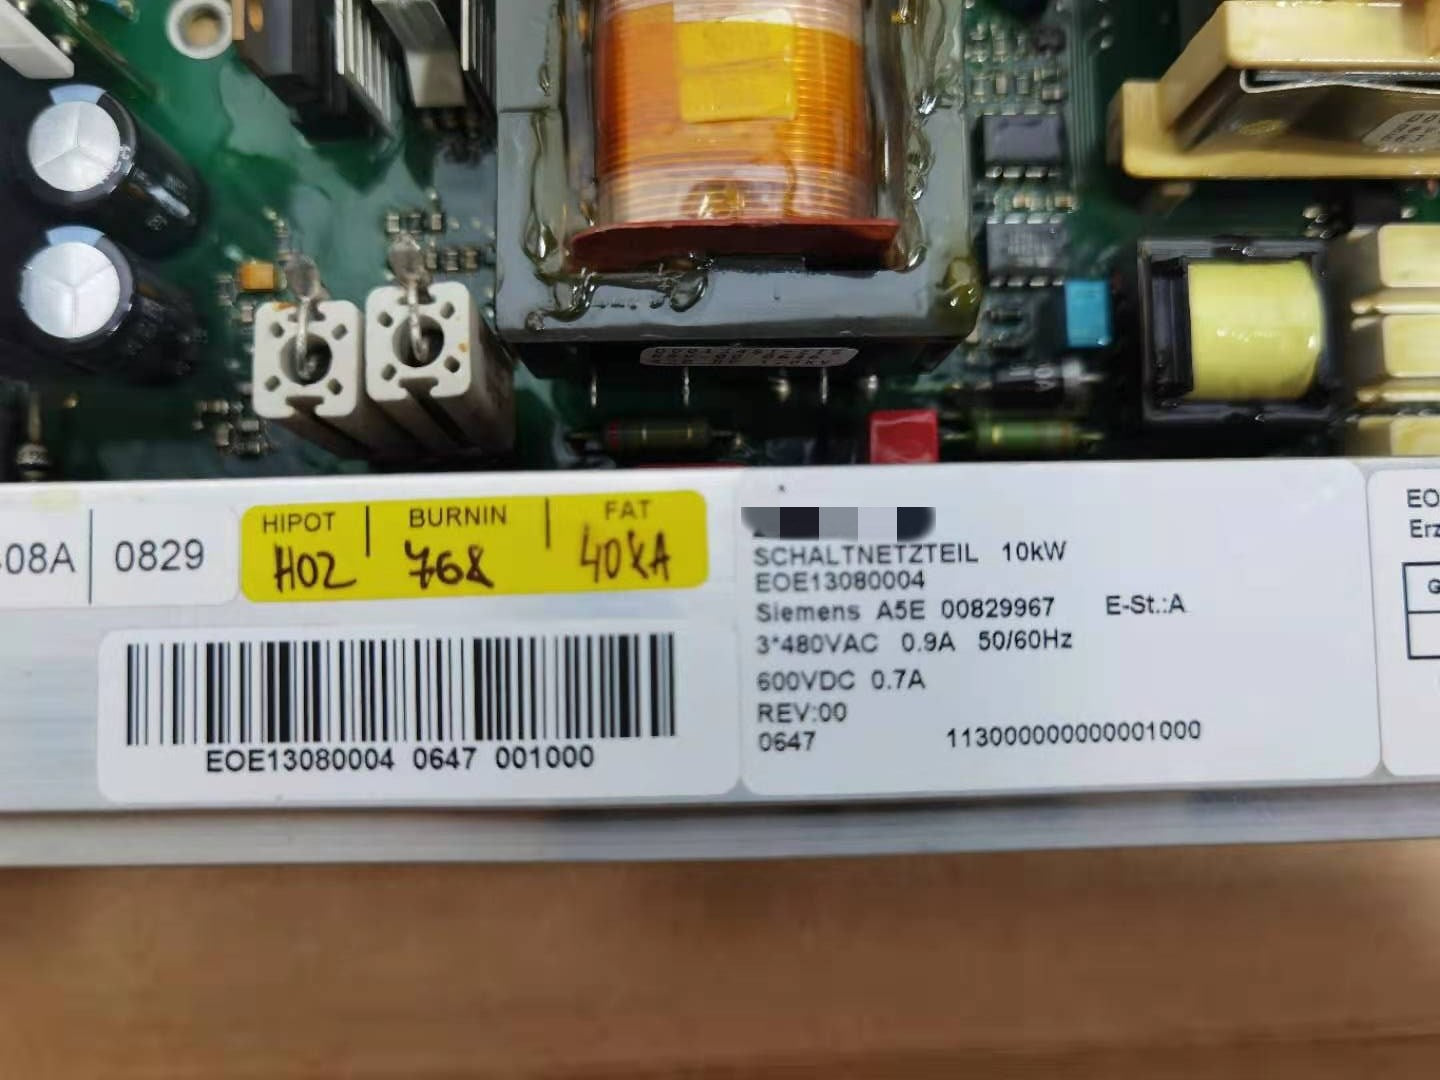 08A 0829
HIPOT BURNIN FAT
H02 768 40kA
EOE13080004 0647 001000
SCHALTNETZTEIL 10kW
EOE13080004
Siemens A5E 00829967 E-St.:A
3*480VAC 0.9A 50/60Hz
600VDC 0.7A
REV:00
0647 113000000000001000
EO
Erz
G